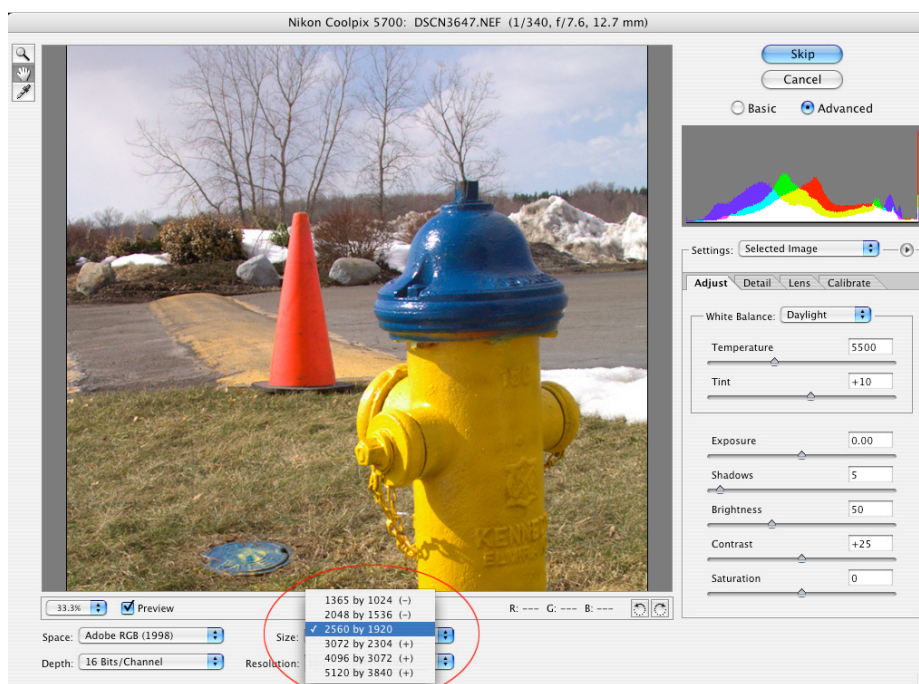 Nikon Coolpix 5700: DSCN3647.NEF (1/340, f/7.6, 12.7 mm)
Skip
Cancel
Basic Advanced
Settings: Selected Image
Adjust Detail Lens Calibrate
White Balance: Daylight
Temperature 5500
Tint +10
Exposure 0.00
Shadows 5
Brightness 50
Contrast +25
Saturation 0
160
33.3% Preview
R: --- G: --- B: ---
Space: Adobe RGB (1998)
Size:
Depth: 16 Bits/Channel
Resolution:
1365 by 1024 (-)
2048 by 1536 (-)
✓ 2560 by 1920
3072 by 2304 (+)
4096 by 3072 (+)
5120 by 3840 (+)